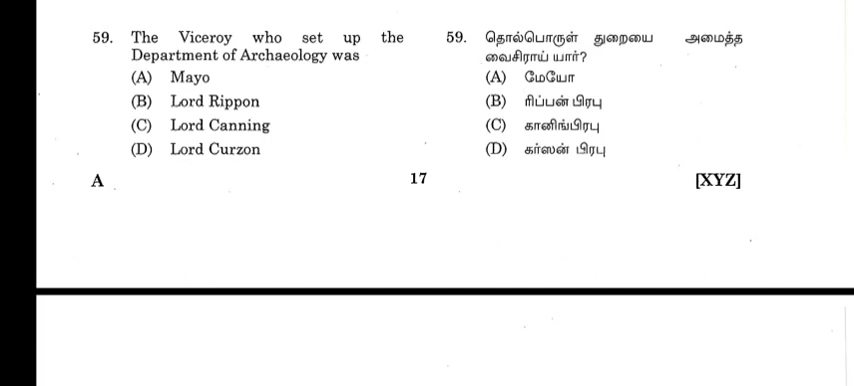 59. The Viceroy who set up the
Department of Archaeology was
(A) Mayo
(B) Lord Rippon
(C) Lord Canning
(D) Lord Curzon
59. தொல்பொருள் துறையை அமைத்த
வைசிராய் யார்?
(A) மேயோ
(B) ரிப்பன் பிரபு
(C) கானிங்பிரபு
(D) கர்ஸன் பிரபு
A 17 [XYZ]